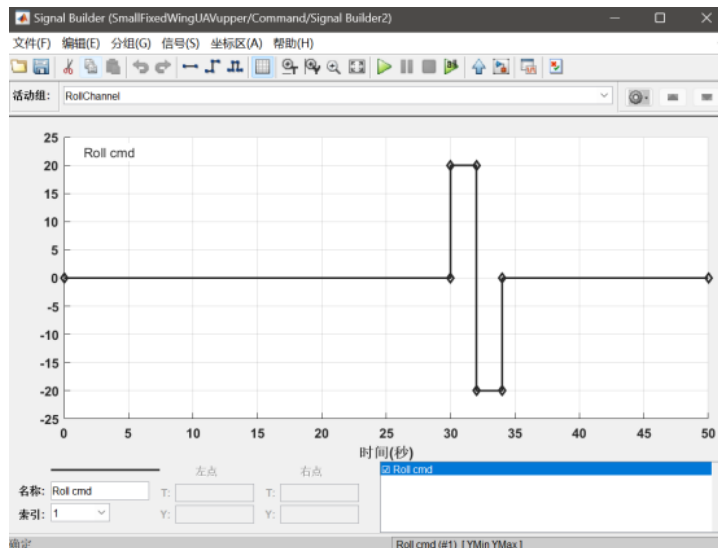 Signal Builder (SmallFixedWingUAVupper/Command/Signal Builder2)
文件(F) 编辑(E) 分组(G) 信号(S) 坐标区(A) 帮助(H)
活动组: RollChannel
Roll cmd
25
20
15
10
5
0
-5
-10
-15
-20
-25
0 5 10 15 20 25 30 35 40 45 50
时间(秒)
左点 右点
Roll cmd
名称: Roll cmd T: T:
索引: 1 Y: Y:
确定 Roll cmd (#1) [ YMin YMax ]